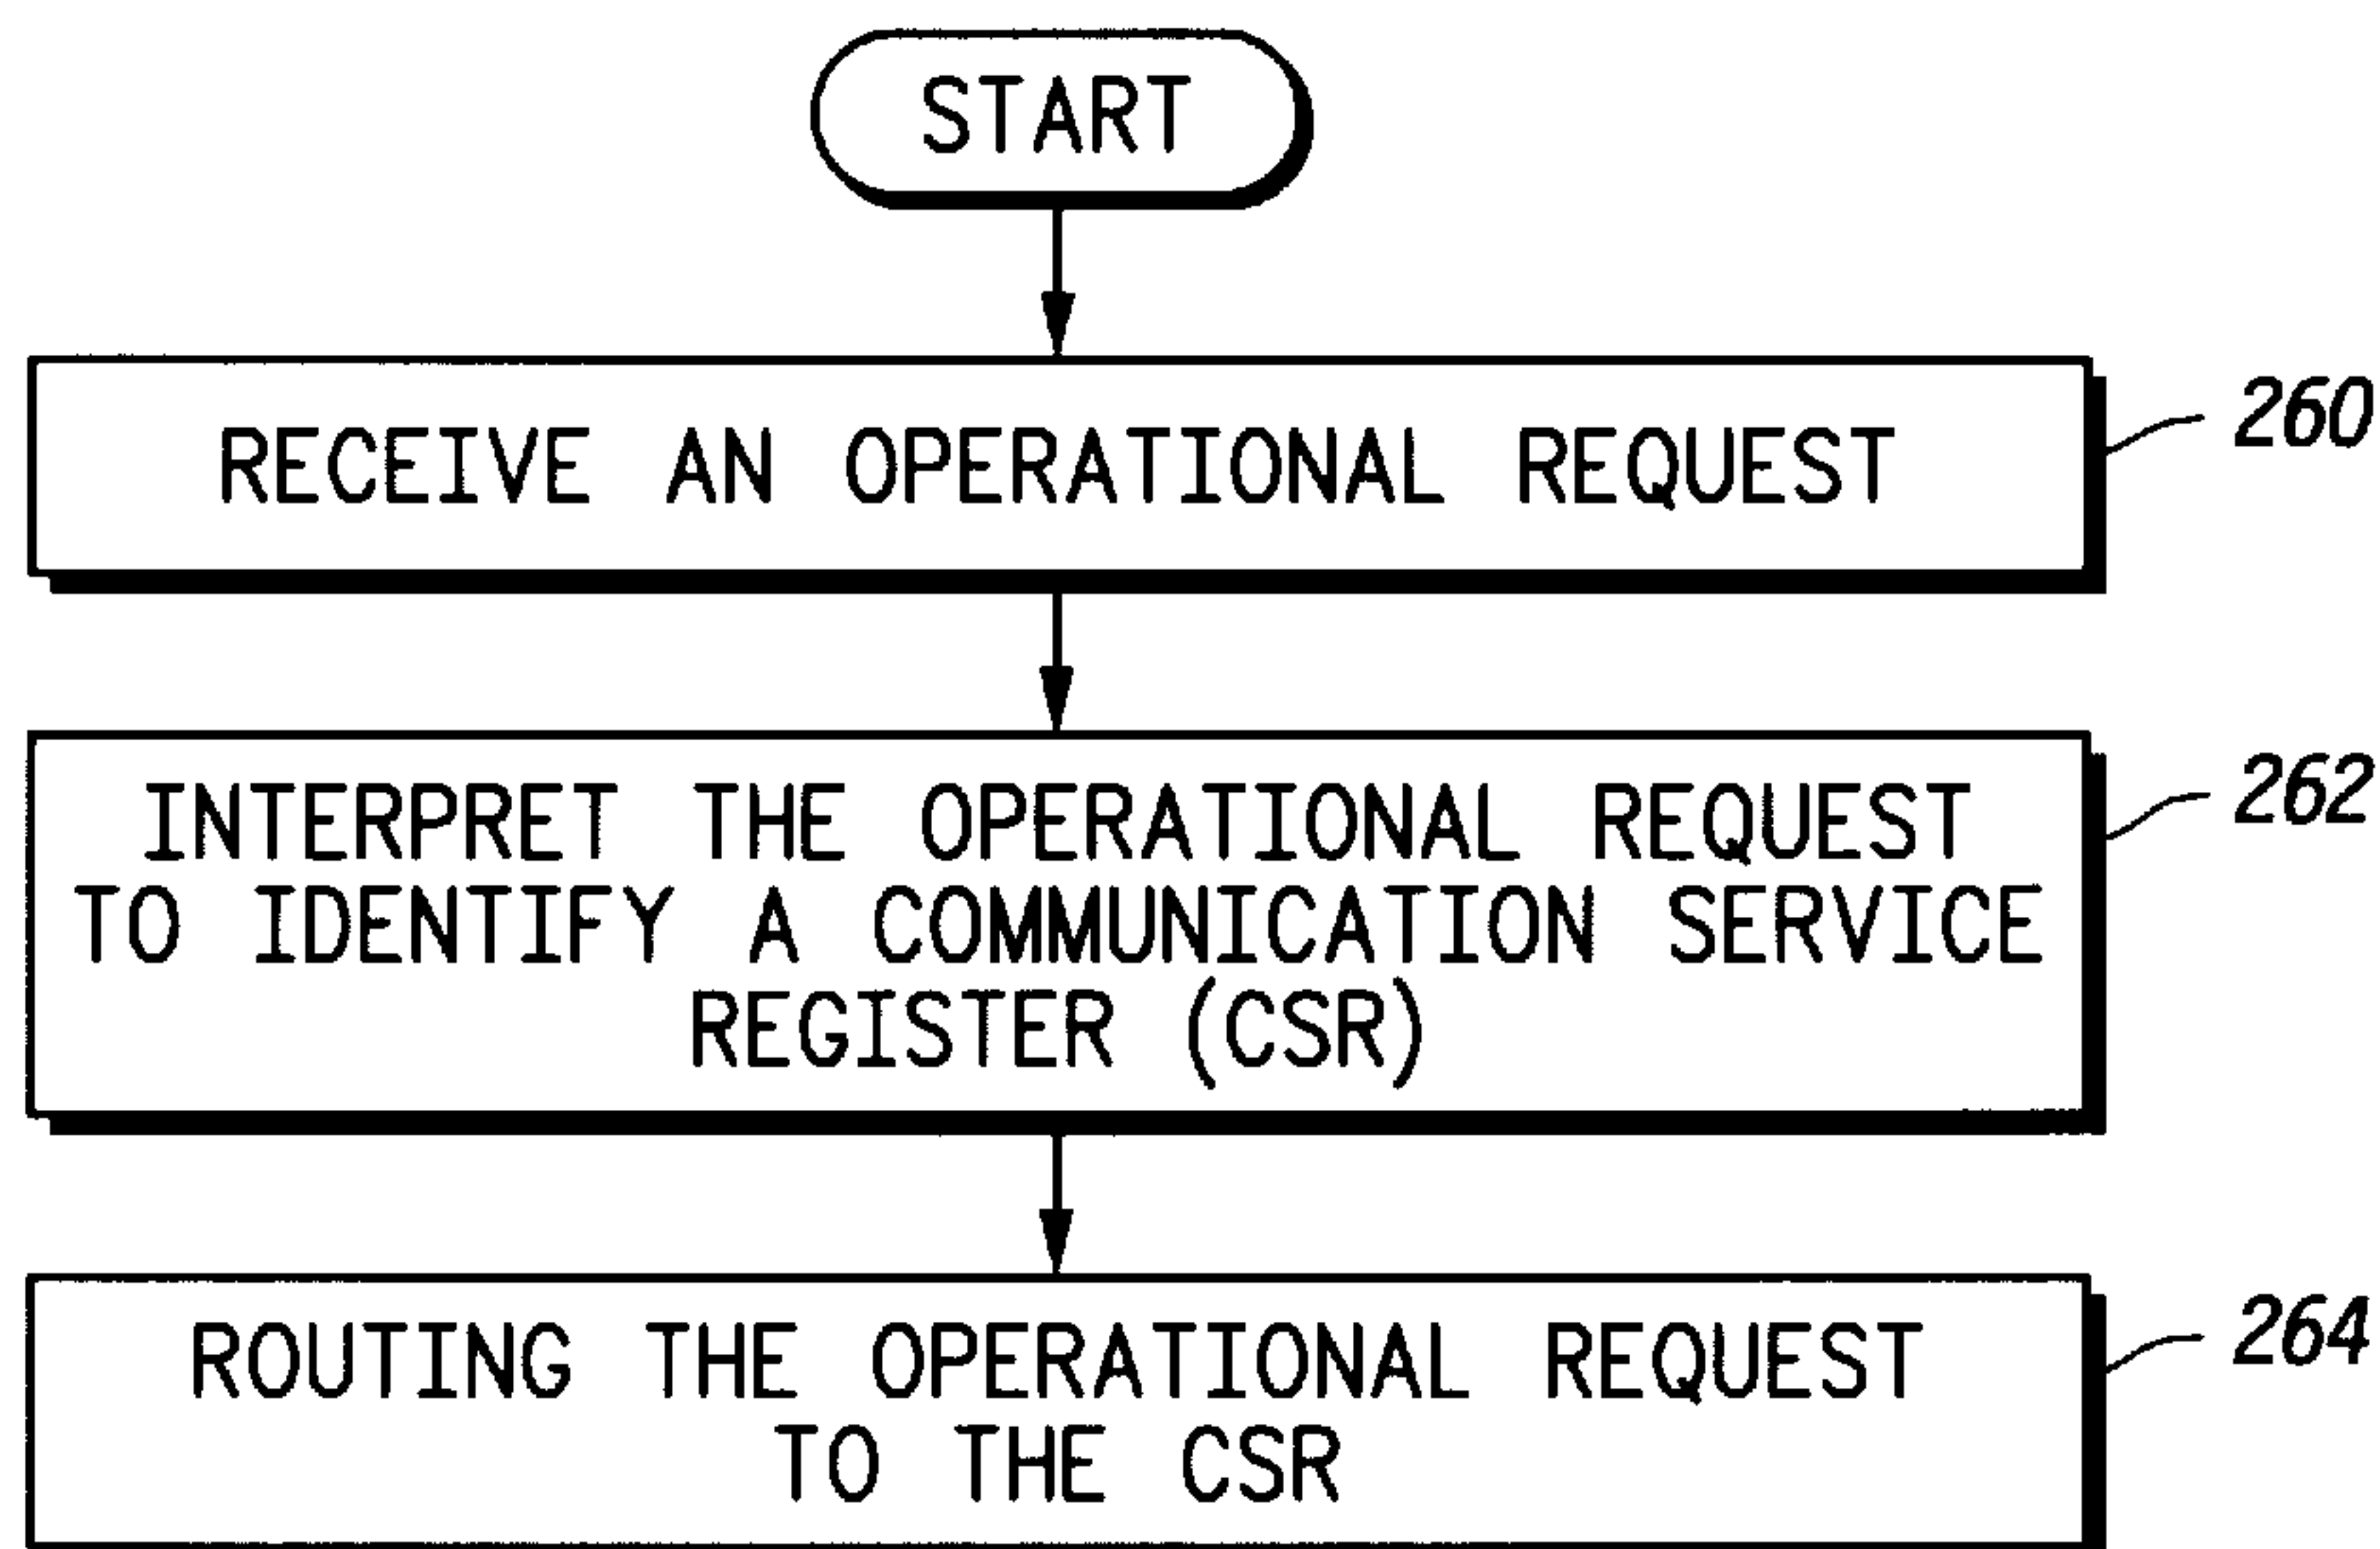 START
RECEIVE AN OPERATIONAL REQUEST
260
INTERPRET THE OPERATIONAL REQUEST
TO IDENTIFY A COMMUNICATION SERVICE
REGISTER (CSR)
262
ROUTING THE OPERATIONAL REQUEST
TO THE CSR
264